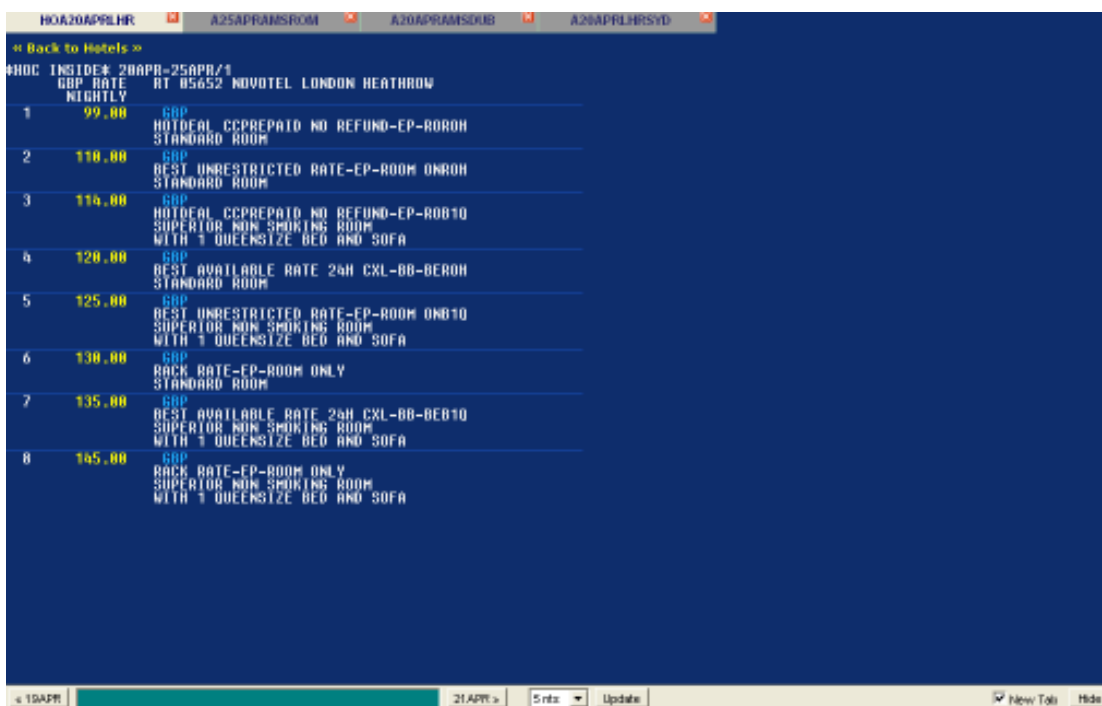 HOA20APRLHR A25APRAMSROM A20APRAMSDUB A20APRLHRSYD
« Back to Hotels »
*HOC INSIDE* 20APR-25APR/1
GBP RATE RT 05652 NOVOTEL LONDON HEATHROW
NIGHTLY
1 99.00 GBP
HOTDEAL CCPREPAID NO REFUND-EP-ROROH
STANDARD ROOM
2 110.00 GBP
BEST UNRESTRICTED RATE-EP-ROOM ONROH
STANDARD ROOM
3 114.00 GBP
HOTDEAL CCPREPAID NO REFUND-EP-ROB1Q
SUPERIOR NON SMOKING ROOM
WITH 1 QUEENSIZE BED AND SOFA
4 120.00 GBP
BEST AVAILABLE RATE 24H CXL-BB-BEROH
STANDARD ROOM
5 125.00 GBP
BEST UNRESTRICTED RATE-EP-ROOM ONB1Q
SUPERIOR NON SMOKING ROOM
WITH 1 QUEENSIZE BED AND SOFA
6 130.00 GBP
RACK RATE-EP-ROOM ONLY
STANDARD ROOM
7 135.00 GBP
BEST AVAILABLE RATE 24H CXL-BB-BEB1Q
SUPERIOR NON SMOKING ROOM
WITH 1 QUEENSIZE BED AND SOFA
8 145.00 GBP
RACK RATE-EP-ROOM ONLY
SUPERIOR NON SMOKING ROOM
WITH 1 QUEENSIZE BED AND SOFA
« 19APR 21APR » 5 nts Update New Tab Hide